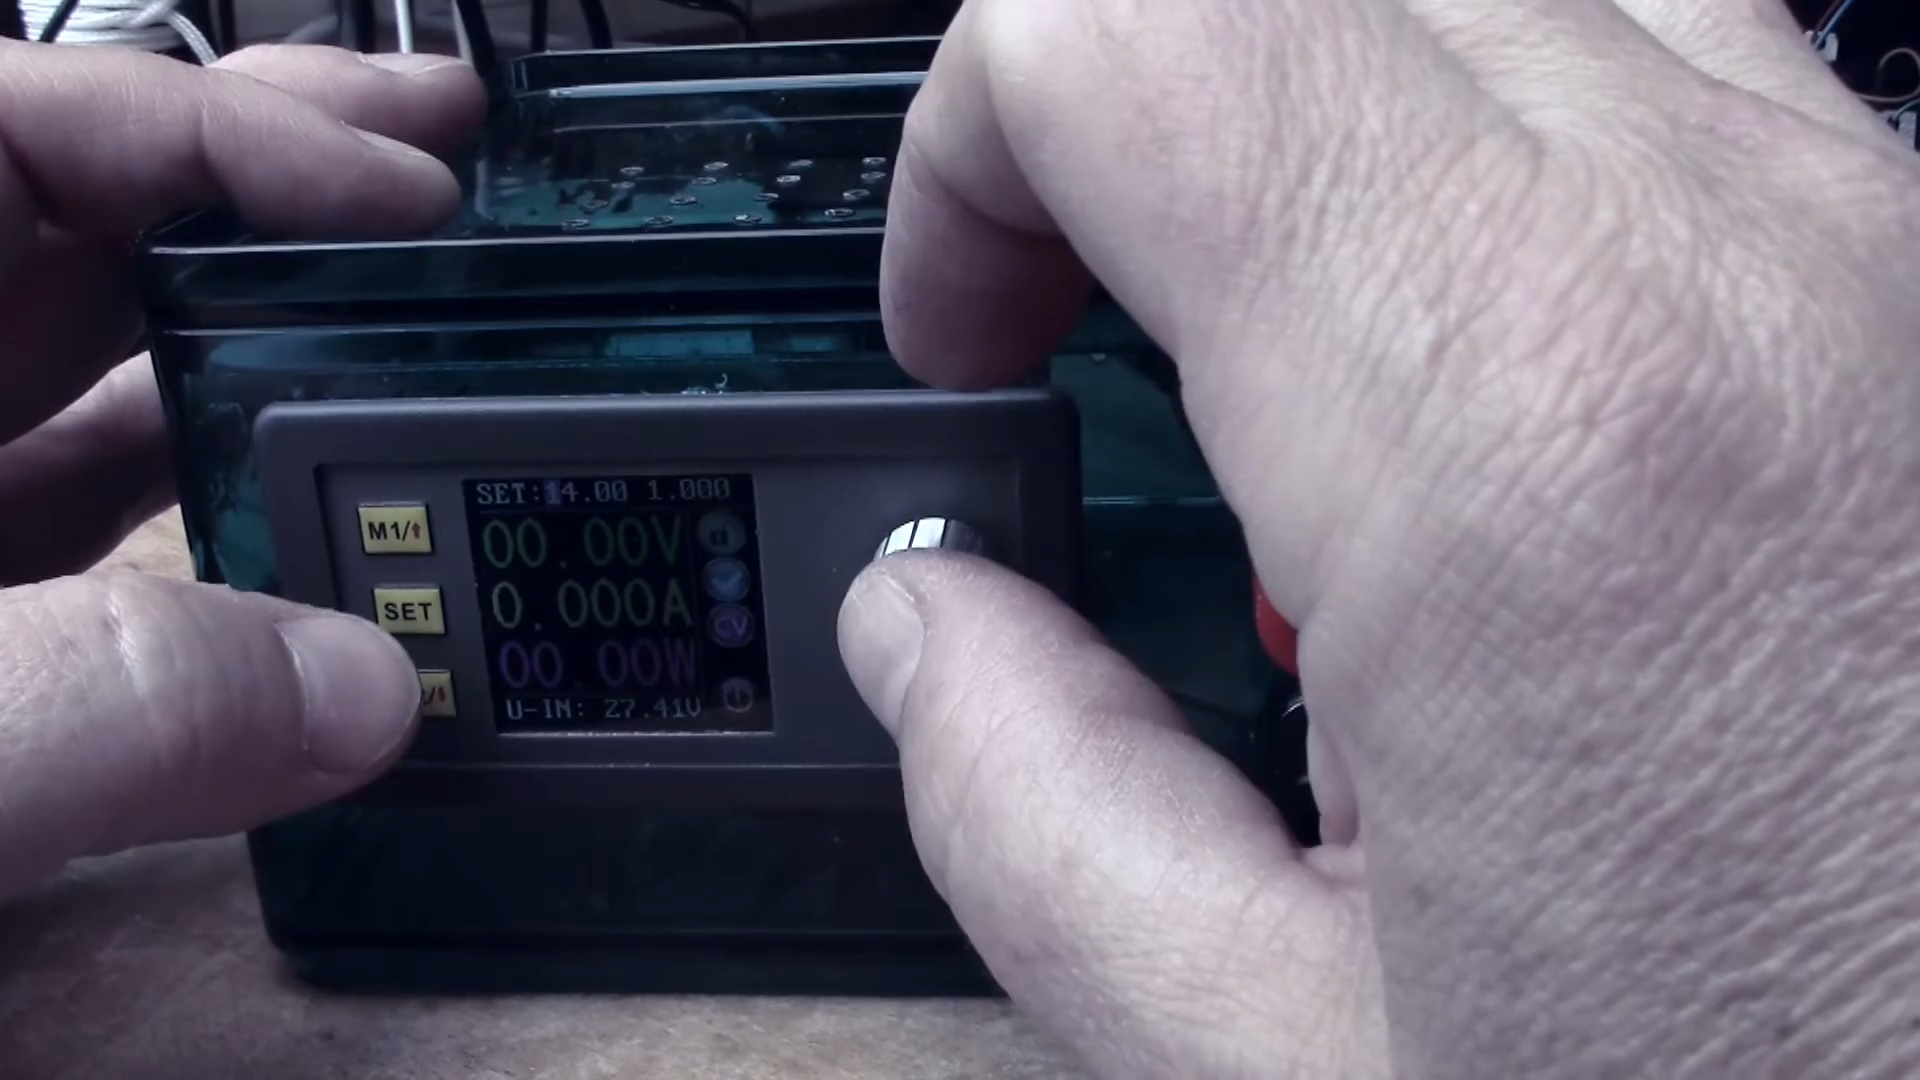 SET:14.00 1.000
M1/⬆
00.00V
0.000A
SET
CV
00.00W
U-IN: 27.41V